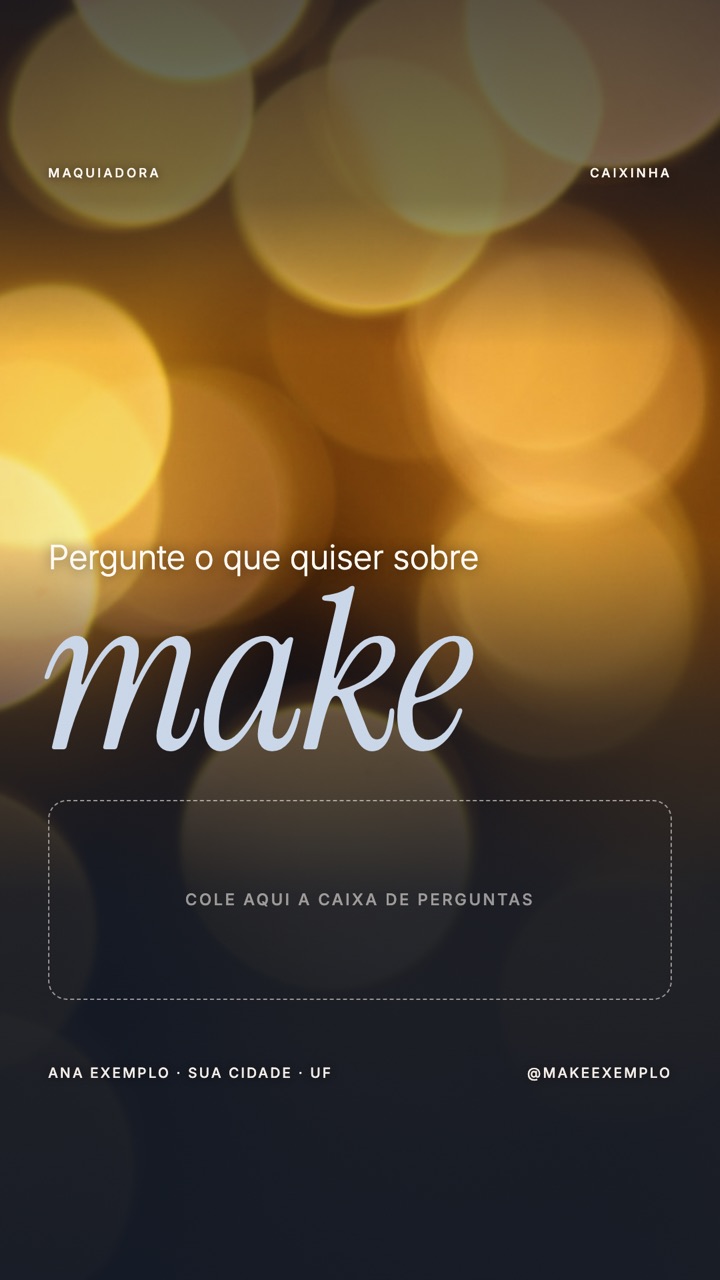 MAQUIADORA
CAIXINHA
Pergunte o que quiser sobre
make
COLE AQUI A CAIXA DE PERGUNTAS
ANA EXEMPLO · SUA CIDADE · UF
@MAKEEXEMPLO